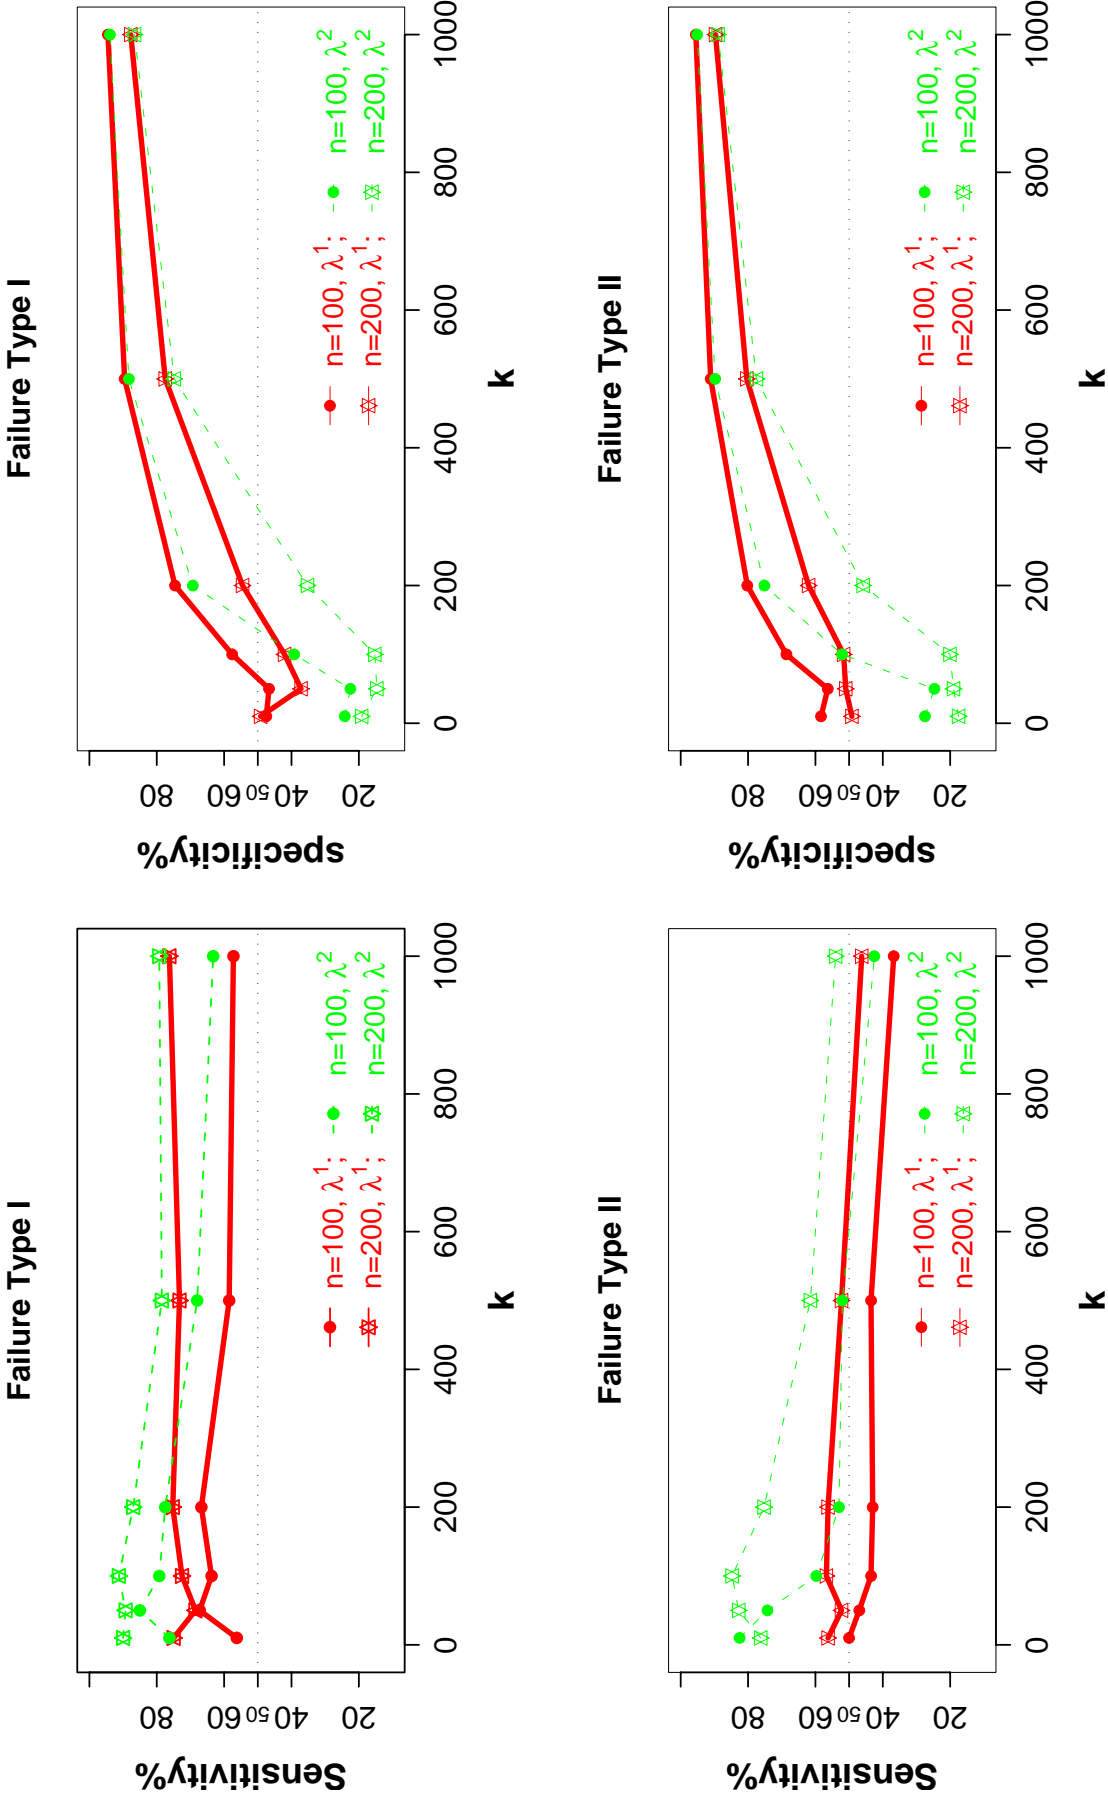 Failure Type I
Sensitivity%
80
60
50
40
20
n=100, λ¹; n=100, λ²
n=200, λ¹; n=200, λ²
0 200 400 600 800 1000
k
Failure Type I
specificity%
80
60
50
40
20
n=100, λ¹; n=100, λ²
n=200, λ¹; n=200, λ²
0 200 400 600 800 1000
k
Failure Type II
Sensitivity%
80
60
50
40
20
n=100, λ¹; n=100, λ²
n=200, λ¹; n=200, λ²
0 200 400 600 800 1000
k
Failure Type II
specificity%
80
60
50
40
20
n=100, λ¹; n=100, λ²
n=200, λ¹; n=200, λ²
0 200 400 600 800 1000
k